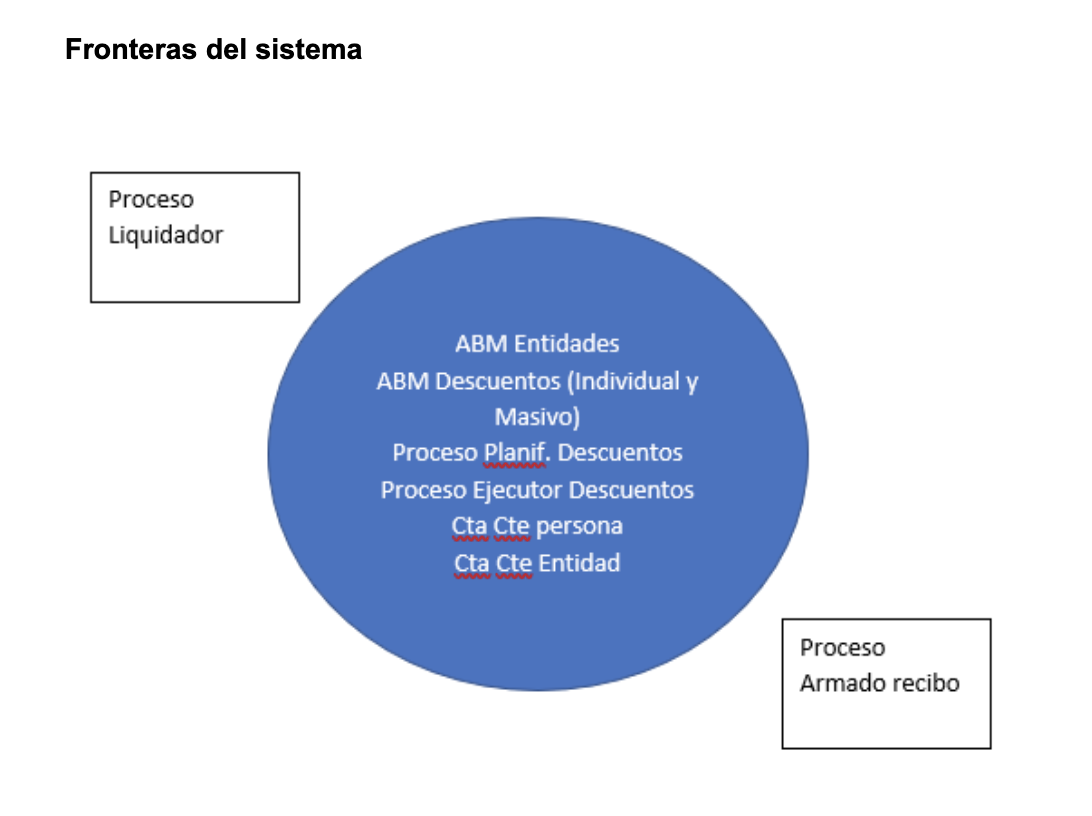 Fronteras del sistema
Proceso
Liquidador
ABM Entidades
ABM Descuentos (Individual y
Masivo)
Proceso Planif. Descuentos
Proceso Ejecutor Descuentos
Cta Cte persona
Cta Cte Entidad
Proceso
Armado recibo